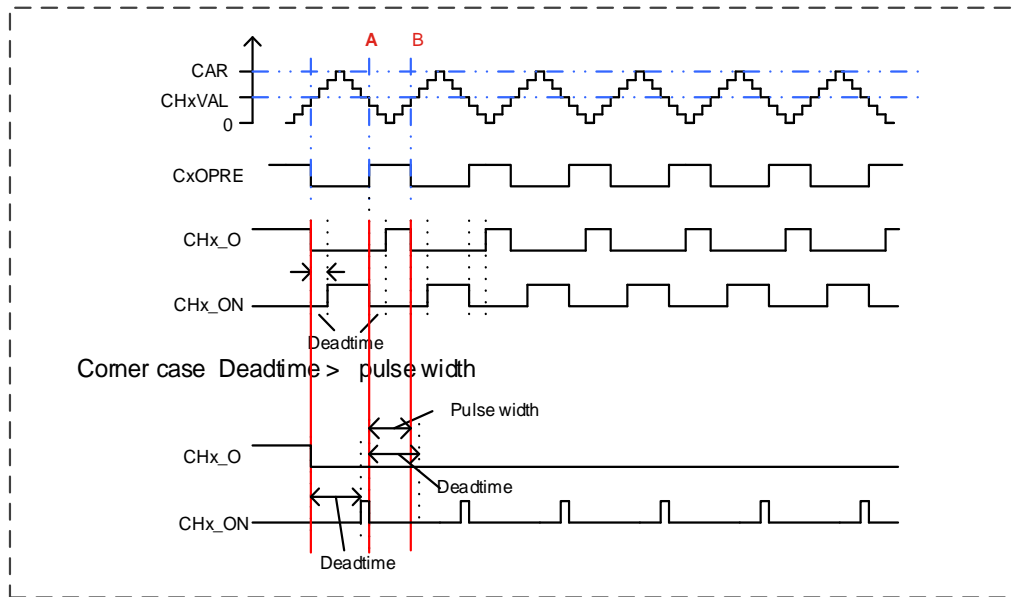 A B
CAR
CHxVAL
0
CxOPRE
CHx_O
CHx_ON
Deadtime
Corner case Deadtime > pulse width
Pulse width
CHx_O
Deadtime
CHx_ON
Deadtime